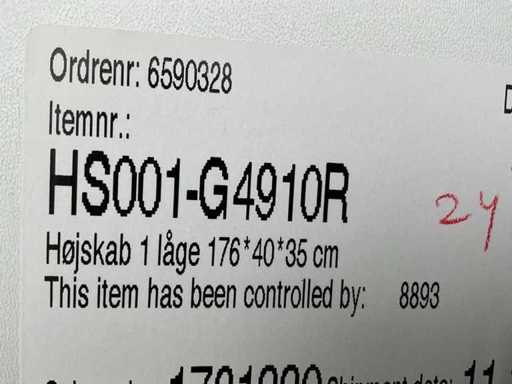 Ordrenr: 6590328
Itemnr.:
HS001-G4910R
24
Højskab 1 låge 176*40*35 cm
This item has been controlled by: 8893